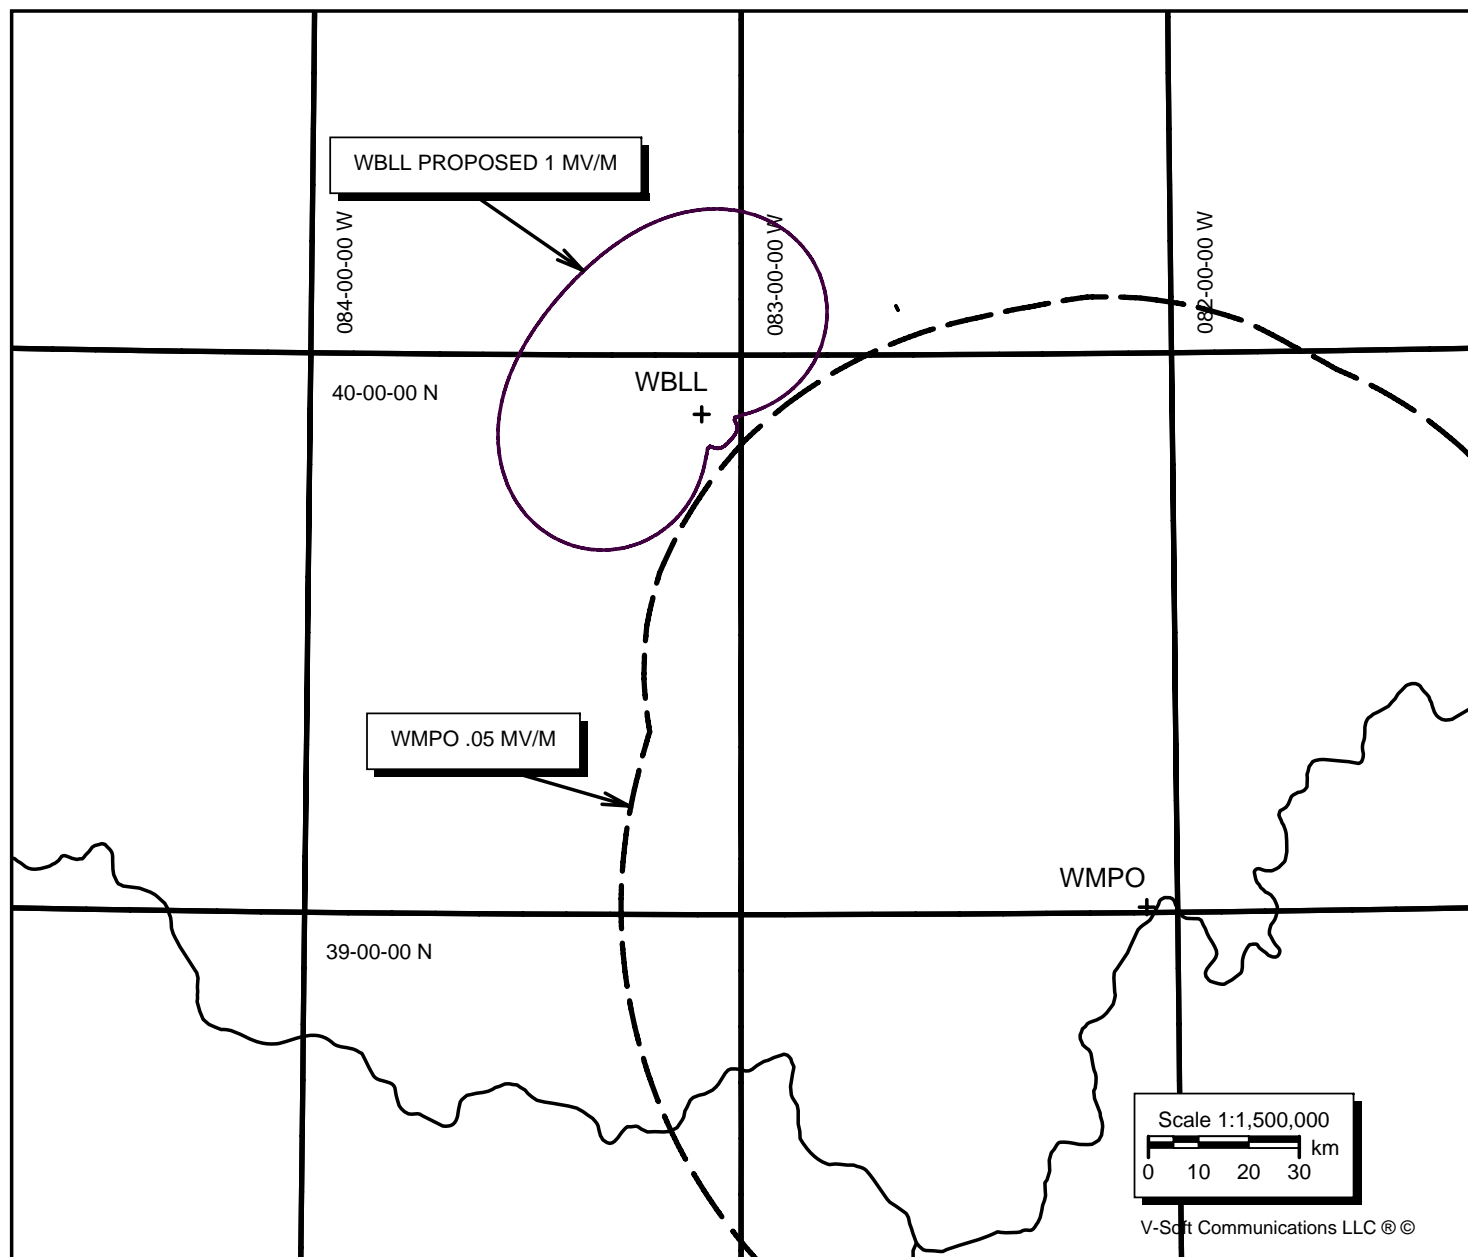 WBLL PROPOSED 1 MV/M
084-00-00 W
083-00-00 W
082-00-00 W
40-00-00 N
WBLL
WMPO .05 MV/M
WMPO
39-00-00 N
Scale 1:1,500,000
km
0 10 20 30
V-Soft Communications LLC ® ©